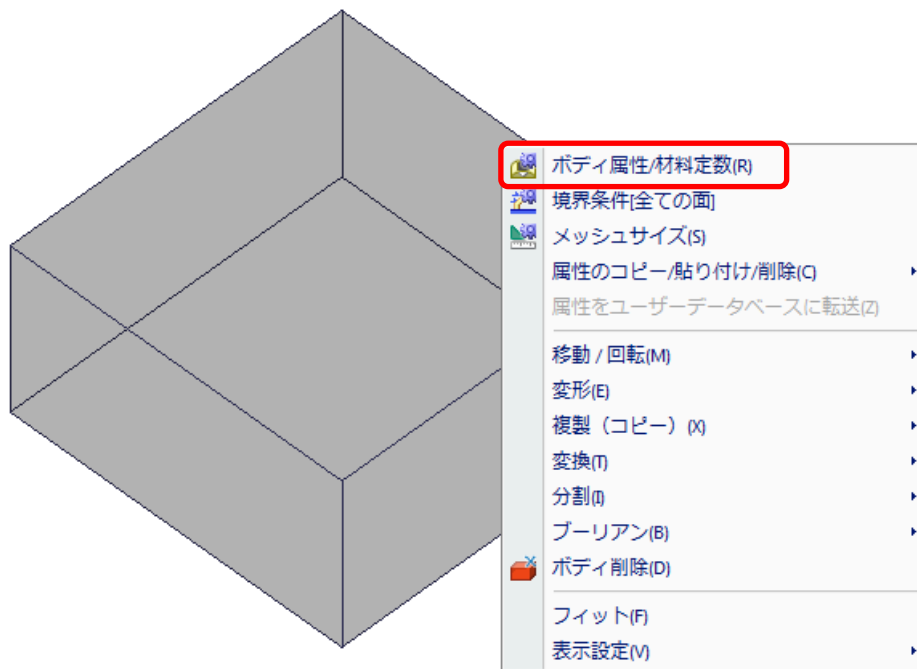 ボディ属性/材料定数(R)
境界条件[全ての面]
メッシュサイズ(S)
属性のコピー/貼り付け/削除(C)
属性をユーザーデータベースに転送(Z)
移動 / 回転(M)
変形(E)
複製（コピー）(X)
変換(T)
分割(I)
ブーリアン(B)
ボディ削除(D)
フィット(F)
表示設定(V)